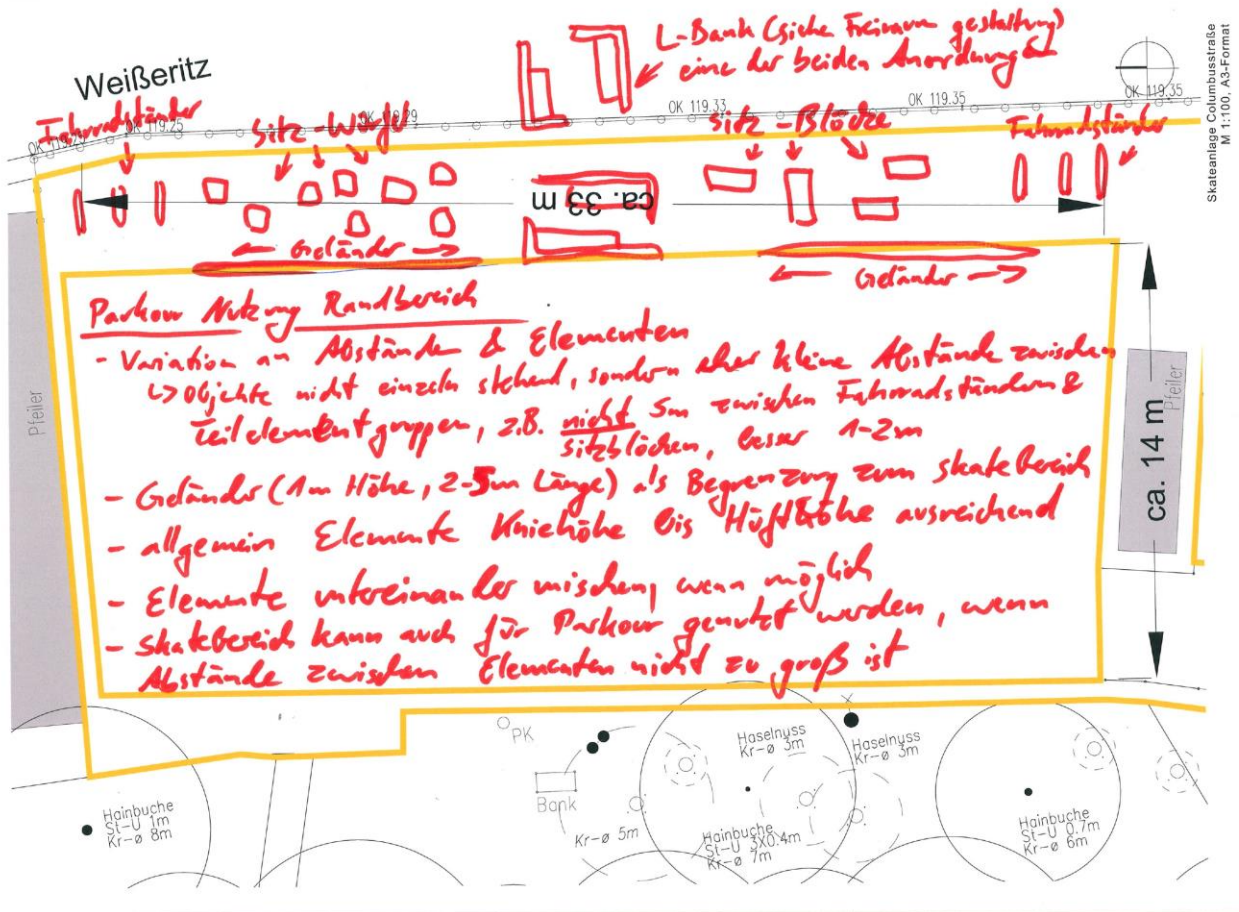 L-Bank (siehe Freiraumgestaltung)
eine der beiden Anordnungen
Skateanlage Columbusstraße
M 1:100, A3-Format
Weißeritz
Fahrradständer
Sitz-Würfel
Sitz-Blöcke
Fahrradständer
OK 119.25
OK 119.33
OK 119.35
OK 119.35
ca. 33 m
← Geländer →
← Geländer →
Parkour Nutzung Randbereich
- Variation an Abstände & Elementen
↳ Objekte nicht einzeln stehend, sondern eher kleine Abstände zwischen
Teilelementgruppen, z.B. nicht 5m zwischen Fahrradständern &
Sitzblöcken, besser 1-2m
- Geländer (1m Höhe, 2-5m Länge) als Begrenzung zum skatebereich
- allgemein Elemente Kniehöhe bis Hüfthöhe ausreichend
- Elemente untereinander mischen, wenn möglich
- skatebereich kann auch für Parkour genutzt werden, wenn
Abstände zwischen Elementen nicht zu groß ist
Pfeiler
Pfeiler
ca. 14 m
PK
Bank
Haselnuss
Kr-ø 3m
Haselnuss
Kr-ø 3m
Hainbuche
St-U 1m
Kr-ø 8m
Kr-ø 5m
Hainbuche
St-U 3X0.4m
Kr-ø 7m
Hainbuche
St-U 0.7m
Kr-ø 6m